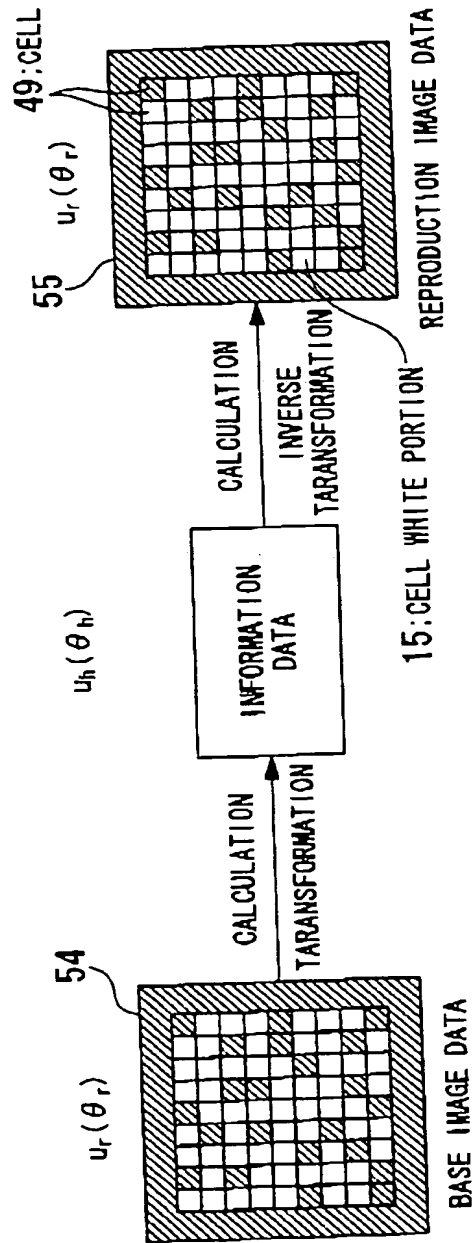 u_r(θ_r)
54
BASE IMAGE DATA
CALCULATION
TARANSFORMATION
u_h(θ_h)
INFORMATION
DATA
CALCULATION
INVERSE
TARANSFORMATION
u_r(θ_r)
55
49:CELL
15:CELL WHITE PORTION
REPRODUCTION IMAGE DATA